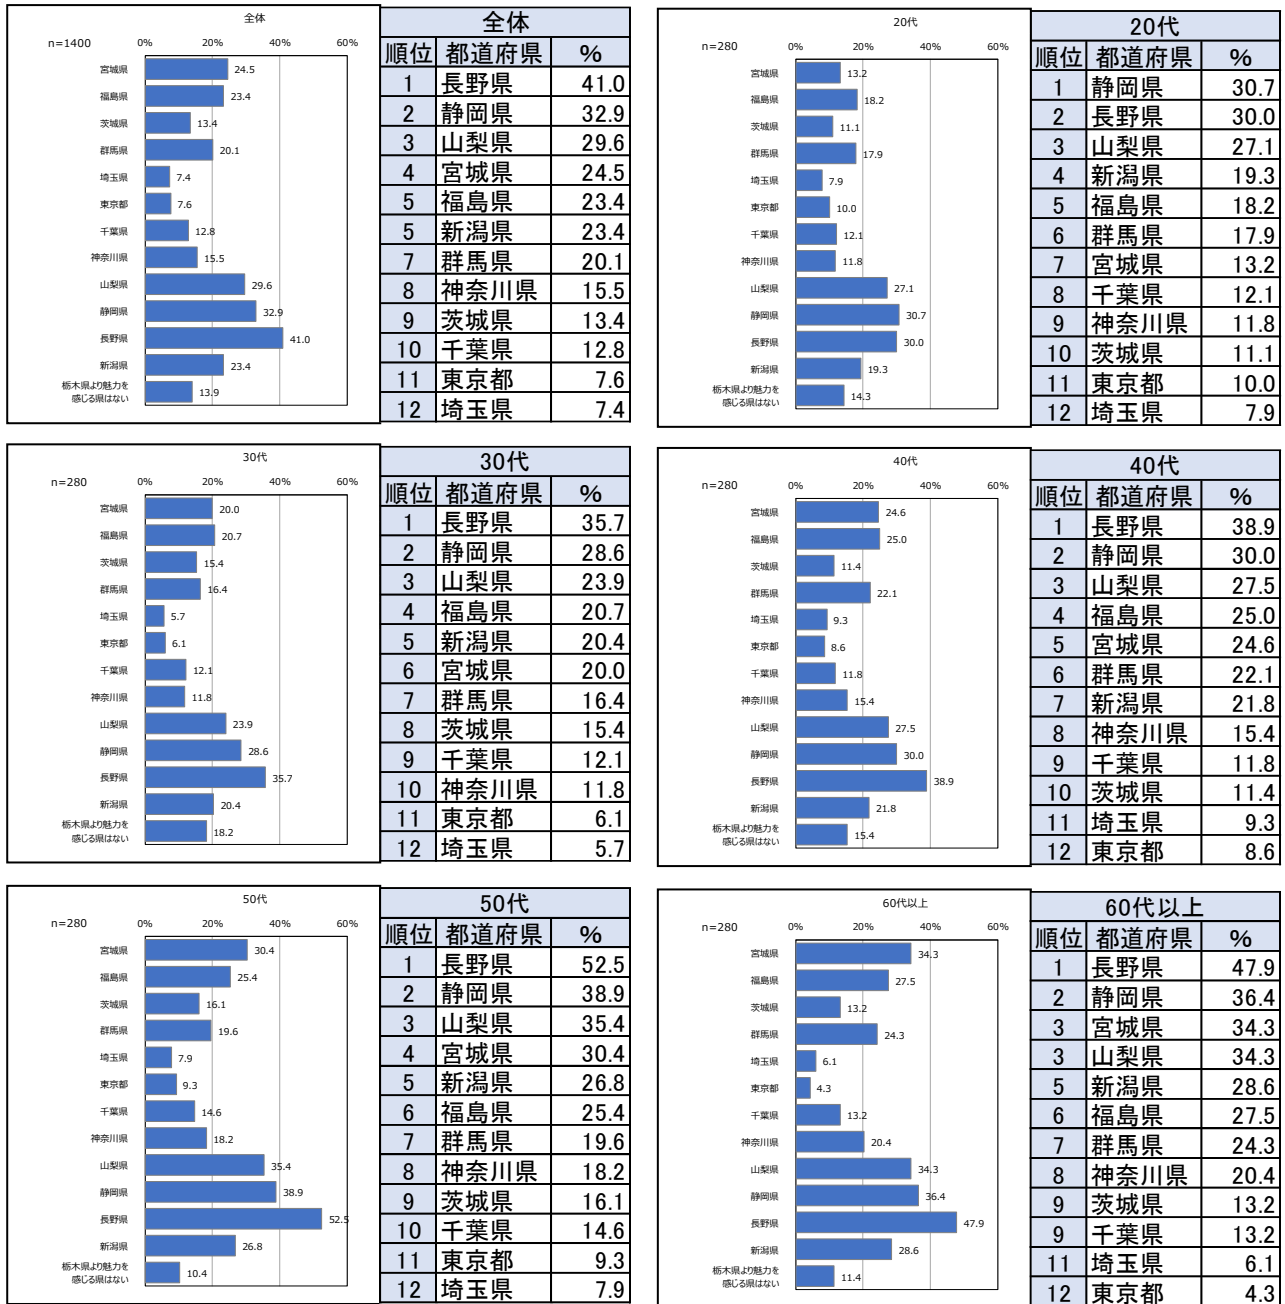 全体
n=1400
0% 20% 40% 60%
宮城県 24.5
福島県 23.4
茨城県 13.4
群馬県 20.1
埼玉県 7.4
東京都 7.6
千葉県 12.8
神奈川県 15.5
山梨県 29.6
静岡県 32.9
長野県 41.0
新潟県 23.4
栃木県より魅力を
感じる県はない 13.9
全体
順位 都道府県 %
1 長野県 41.0
2 静岡県 32.9
3 山梨県 29.6
4 宮城県 24.5
5 福島県 23.4
5 新潟県 23.4
7 群馬県 20.1
8 神奈川県 15.5
9 茨城県 13.4
10 千葉県 12.8
11 東京都 7.6
12 埼玉県 7.4
20代
n=280
0% 20% 40% 60%
宮城県 13.2
福島県 18.2
茨城県 11.1
群馬県 17.9
埼玉県 7.9
東京都 10.0
千葉県 12.1
神奈川県 11.8
山梨県 27.1
静岡県 30.7
長野県 30.0
新潟県 19.3
栃木県より魅力を
感じる県はない 14.3
20代
順位 都道府県 %
1 静岡県 30.7
2 長野県 30.0
3 山梨県 27.1
4 新潟県 19.3
5 福島県 18.2
6 群馬県 17.9
7 宮城県 13.2
8 千葉県 12.1
9 神奈川県 11.8
10 茨城県 11.1
11 東京都 10.0
12 埼玉県 7.9
30代
n=280
0% 20% 40% 60%
宮城県 20.0
福島県 20.7
茨城県 15.4
群馬県 16.4
埼玉県 5.7
東京都 6.1
千葉県 12.1
神奈川県 11.8
山梨県 23.9
静岡県 28.6
長野県 35.7
新潟県 20.4
栃木県より魅力を
感じる県はない 18.2
30代
順位 都道府県 %
1 長野県 35.7
2 静岡県 28.6
3 山梨県 23.9
4 福島県 20.7
5 新潟県 20.4
6 宮城県 20.0
7 群馬県 16.4
8 茨城県 15.4
9 千葉県 12.1
10 神奈川県 11.8
11 東京都 6.1
12 埼玉県 5.7
40代
n=280
0% 20% 40% 60%
宮城県 24.6
福島県 25.0
茨城県 11.4
群馬県 22.1
埼玉県 9.3
東京都 8.6
千葉県 11.8
神奈川県 15.4
山梨県 27.5
静岡県 30.0
長野県 38.9
新潟県 21.8
栃木県より魅力を
感じる県はない 15.4
40代
順位 都道府県 %
1 長野県 38.9
2 静岡県 30.0
3 山梨県 27.5
4 福島県 25.0
5 宮城県 24.6
6 群馬県 22.1
7 新潟県 21.8
8 神奈川県 15.4
9 千葉県 11.8
10 茨城県 11.4
11 埼玉県 9.3
12 東京都 8.6
50代
n=280
0% 20% 40% 60%
宮城県 30.4
福島県 25.4
茨城県 16.1
群馬県 19.6
埼玉県 7.9
東京都 9.3
千葉県 14.6
神奈川県 18.2
山梨県 35.4
静岡県 38.9
長野県 52.5
新潟県 26.8
栃木県より魅力を
感じる県はない 10.4
50代
順位 都道府県 %
1 長野県 52.5
2 静岡県 38.9
3 山梨県 35.4
4 宮城県 30.4
5 新潟県 26.8
6 福島県 25.4
7 群馬県 19.6
8 神奈川県 18.2
9 茨城県 16.1
10 千葉県 14.6
11 東京都 9.3
12 埼玉県 7.9
60代以上
n=280
0% 20% 40% 60%
宮城県 34.3
福島県 27.5
茨城県 13.2
群馬県 24.3
埼玉県 6.1
東京都 4.3
千葉県 13.2
神奈川県 20.4
山梨県 34.3
静岡県 36.4
長野県 47.9
新潟県 28.6
栃木県より魅力を
感じる県はない 11.4
60代以上
順位 都道府県 %
1 長野県 47.9
2 静岡県 36.4
3 宮城県 34.3
3 山梨県 34.3
5 新潟県 28.6
6 福島県 27.5
7 群馬県 24.3
8 神奈川県 20.4
9 茨城県 13.2
9 千葉県 13.2
11 埼玉県 6.1
12 東京都 4.3